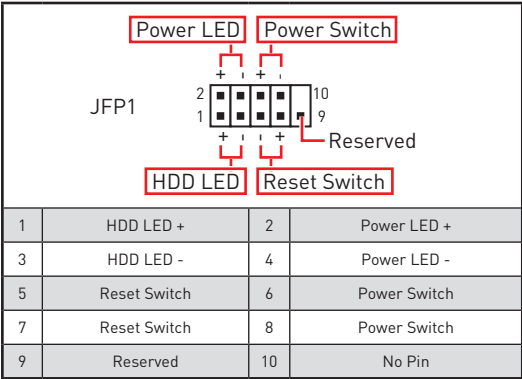 Power LED Power Switch
+ - + -
JFP1
2 10
1 9
+ - - +
Reserved
HDD LED Reset Switch
1 HDD LED + 2 Power LED +
3 HDD LED - 4 Power LED -
5 Reset Switch 6 Power Switch
7 Reset Switch 8 Power Switch
9 Reserved 10 No Pin